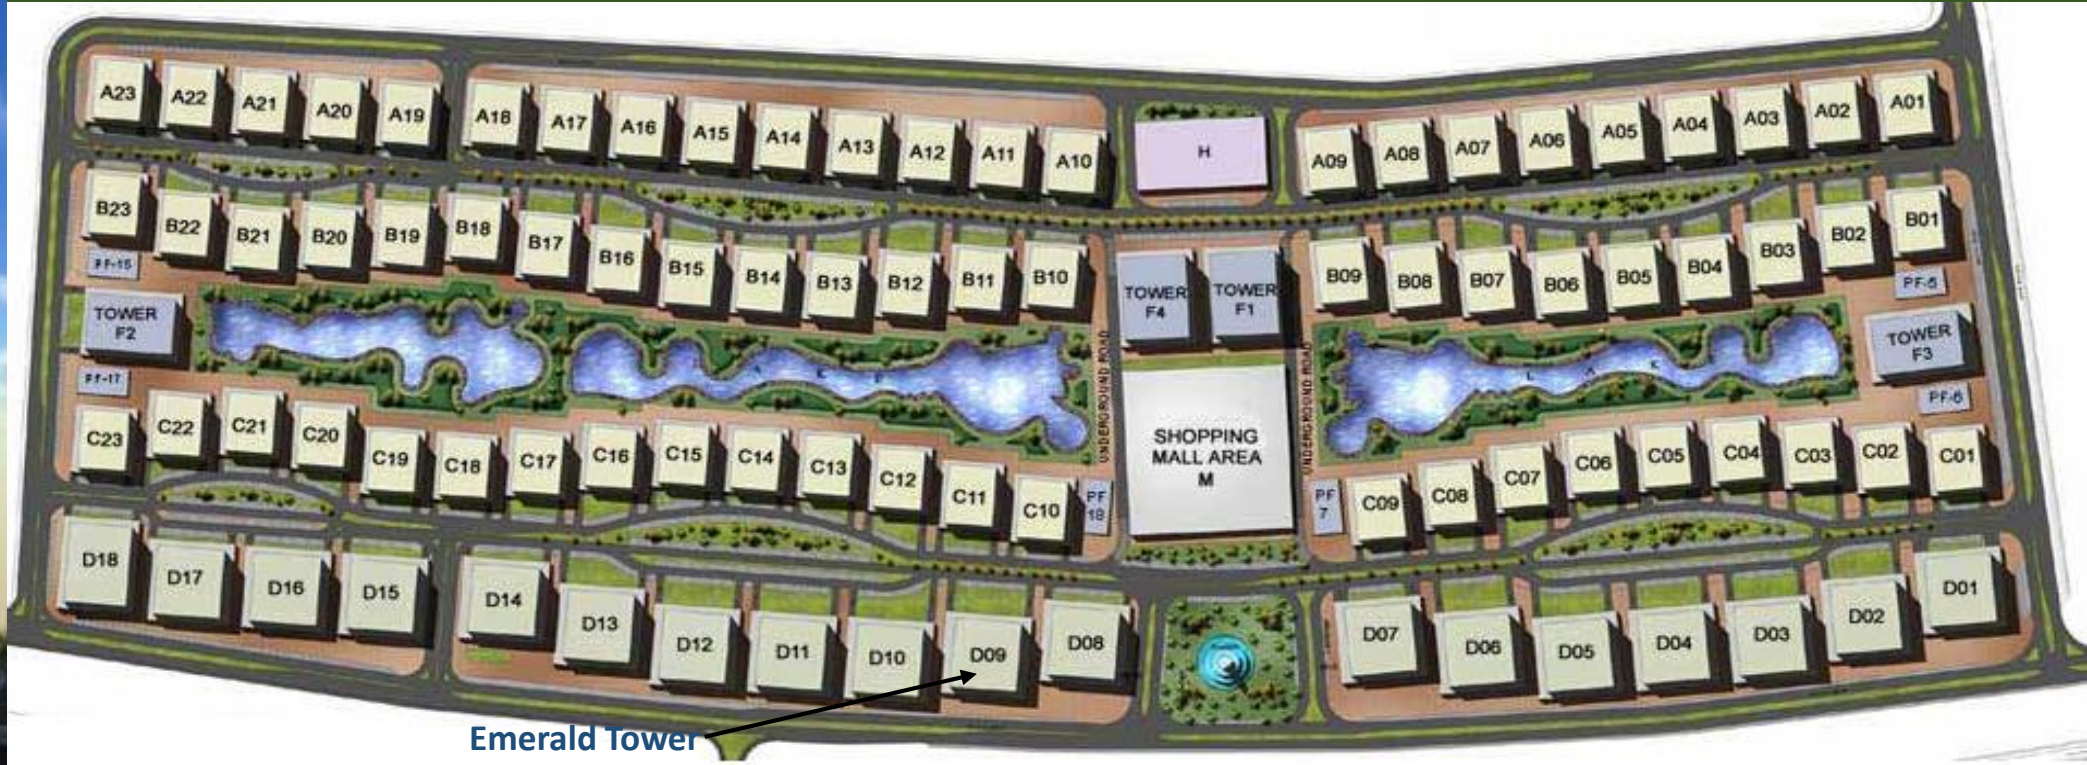 A23 A22 A21 A20 A19 A18 A17 A16 A15 A14 A13 A12 A11 A10
H
A09 A08 A07 A06 A05 A04 A03 A02 A01
B23 B22 B21 B20 B19 B18 B17 B16 B15 B14 B13 B12 B11 B10
B09 B08 B07 B06 B05 B04 B03 B02 B01
PF-5
TOWER
F2
TOWER
F4
TOWER
F1
TOWER
F3
PF-17
PF-6
L A K E
UNDERGROUND ROAD
UNDERGROUND ROAD
SHOPPING
MALL AREA
M
C23 C22 C21 C20 C19 C18 C17 C16 C15 C14 C13 C12 C11 C10
PF
18
PF
7
C09 C08 C07 C06 C05 C04 C03 C02 C01
D18 D17 D16 D15 D14 D13 D12 D11 D10 D09 D08
D07 D06 D05 D04 D03 D02 D01
Emerald Tower